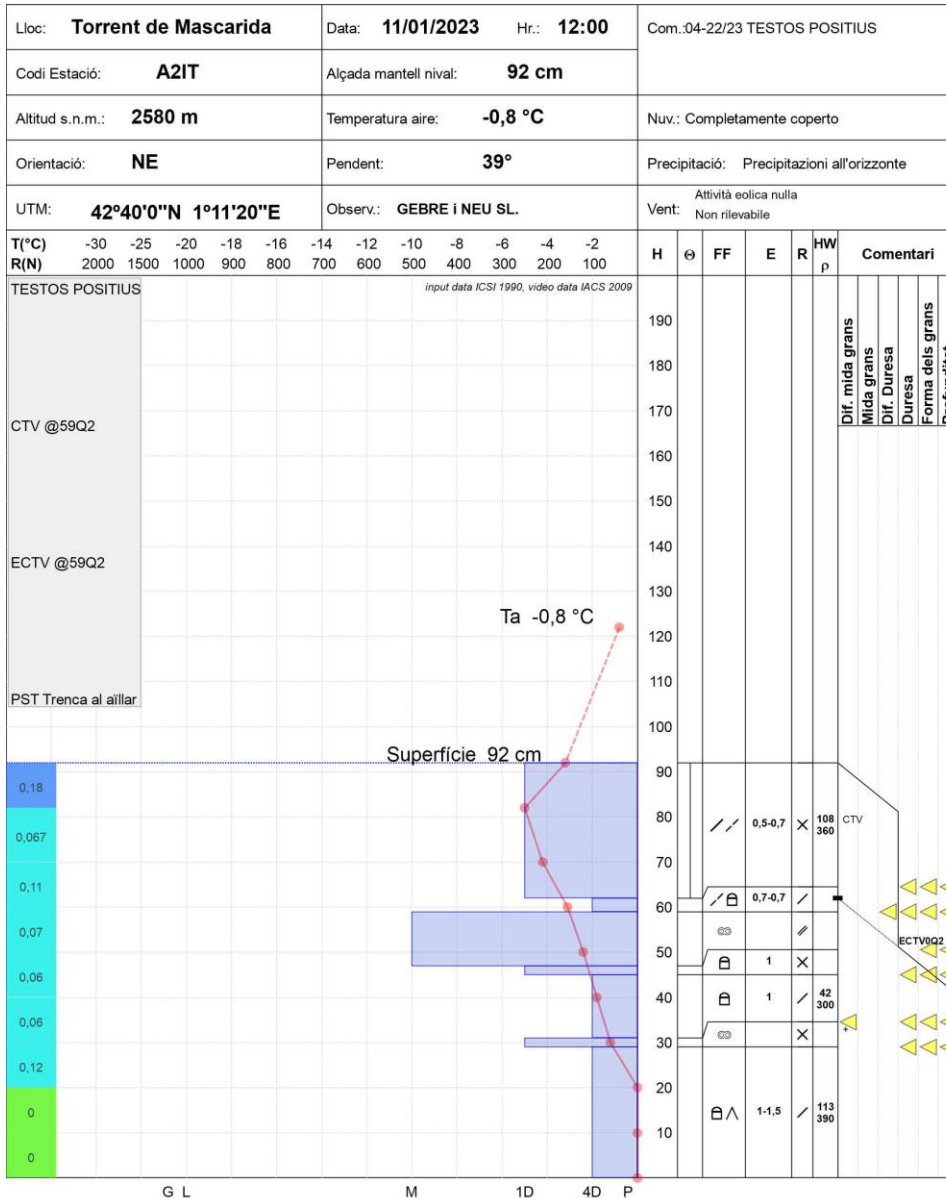 Lloc: Torrent de Mascarida Data: 11/01/2023 Hr.: 12:00 Com.:04-22/23 TESTOS POSITIUS
Codi Estació: A2IT Alçada mantell nival: 92 cm
Altitud s.n.m.: 2580 m Temperatura aire: -0,8 °C Nuv.: Completamente coperto
Orientació: NE Pendent: 39° Precipitació: Precipitazioni all'orizzonte
UTM: 42°40'0"N 1°11'20"E Observ.: GEBRE i NEU SL. Vent: Attività eolica nulla
Non rilevabile
T(°C) -30 -25 -20 -18 -16 -14 -12 -10 -8 -6 -4 -2 H Θ FF E R HW Comentari
R(N) 2000 1500 1000 900 800 700 600 500 400 300 200 100 ρ
TESTOS POSITIUS input data ICSI 1990, video data IACS 2009
Dif. mida grans
Mida grans
Dif. Duresa
Duresa
Forma dels grans
190
180
CTV @59Q2 170
160
150
ECTV @59Q2 140
130
Ta -0,8 °C 120
PST Trenca al aïllar 110
100
Superfície 92 cm
90
0,18
80 0,5-0,7 108 CTV
0,067 360
70
0,11
60 0,7-0,7
0,07 ECTV0Q2
50 1
0,06
40 1 42
0,06 300
30 +
0,12
20
0 1-1,5 113
10 390
0
G L M 1D 4D P